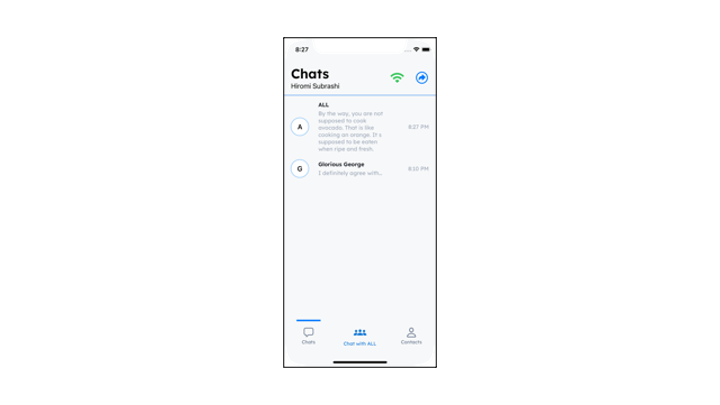 8:27
Chats
Hiromi Subrashi
ALL
By the way, you are not
supposed to cook
avocado. That is like
cooking an orange. It's
supposed to be eaten
when ripe and fresh.
A
8:27 PM
Glorious George
G
I definitely agree with...
8:10 PM
Chats
Chat with ALL
Contacts